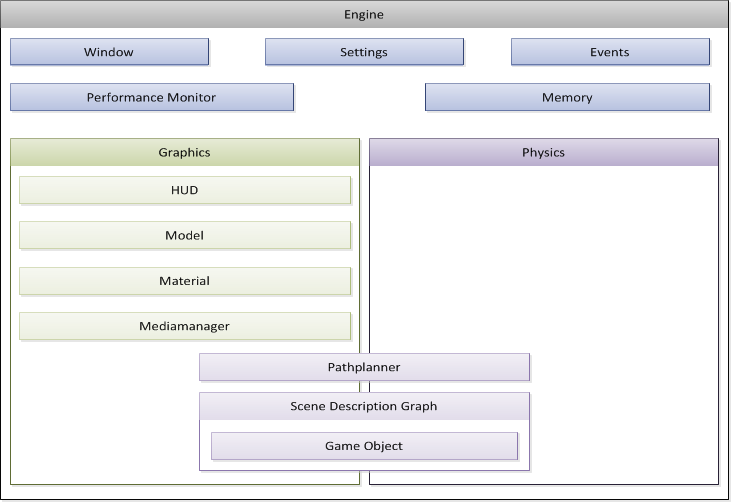 Engine
Window
Settings
Events
Performance Monitor
Memory
Graphics
Physics
HUD
Model
Material
Mediamanager
Pathplanner
Scene Description Graph
Game Object